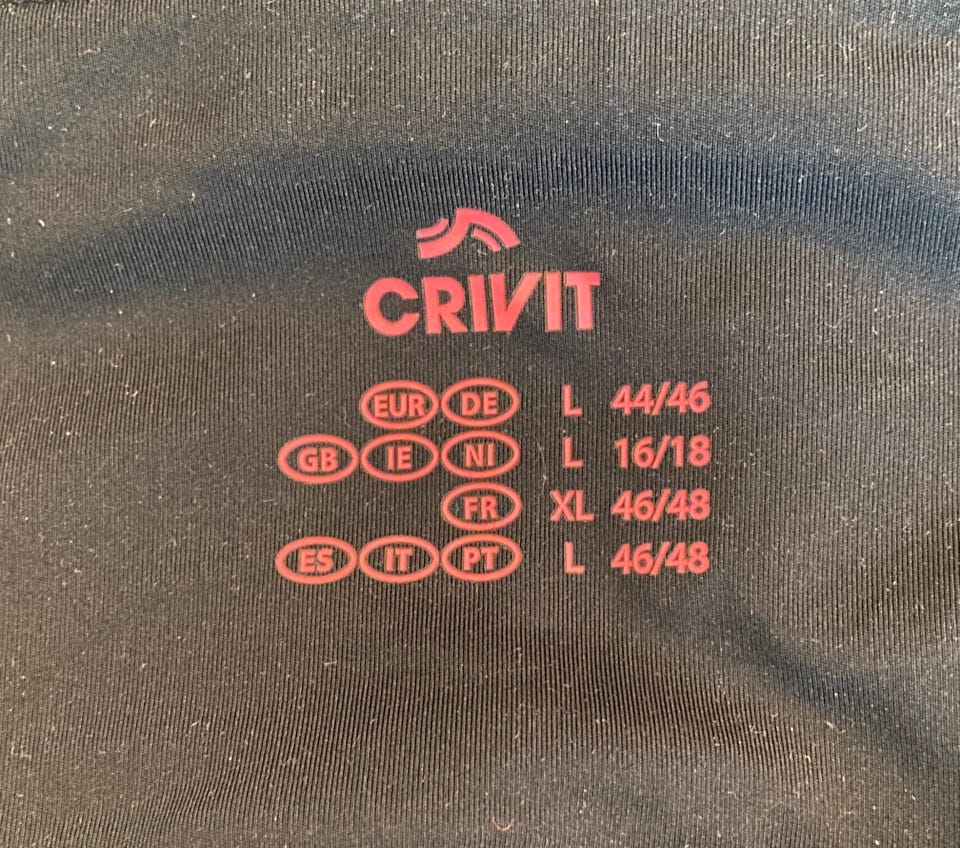 CRIVIT
EUR DE L 44/46
GB IE NI L 16/18
FR XL 46/48
ES IT PT L 46/48